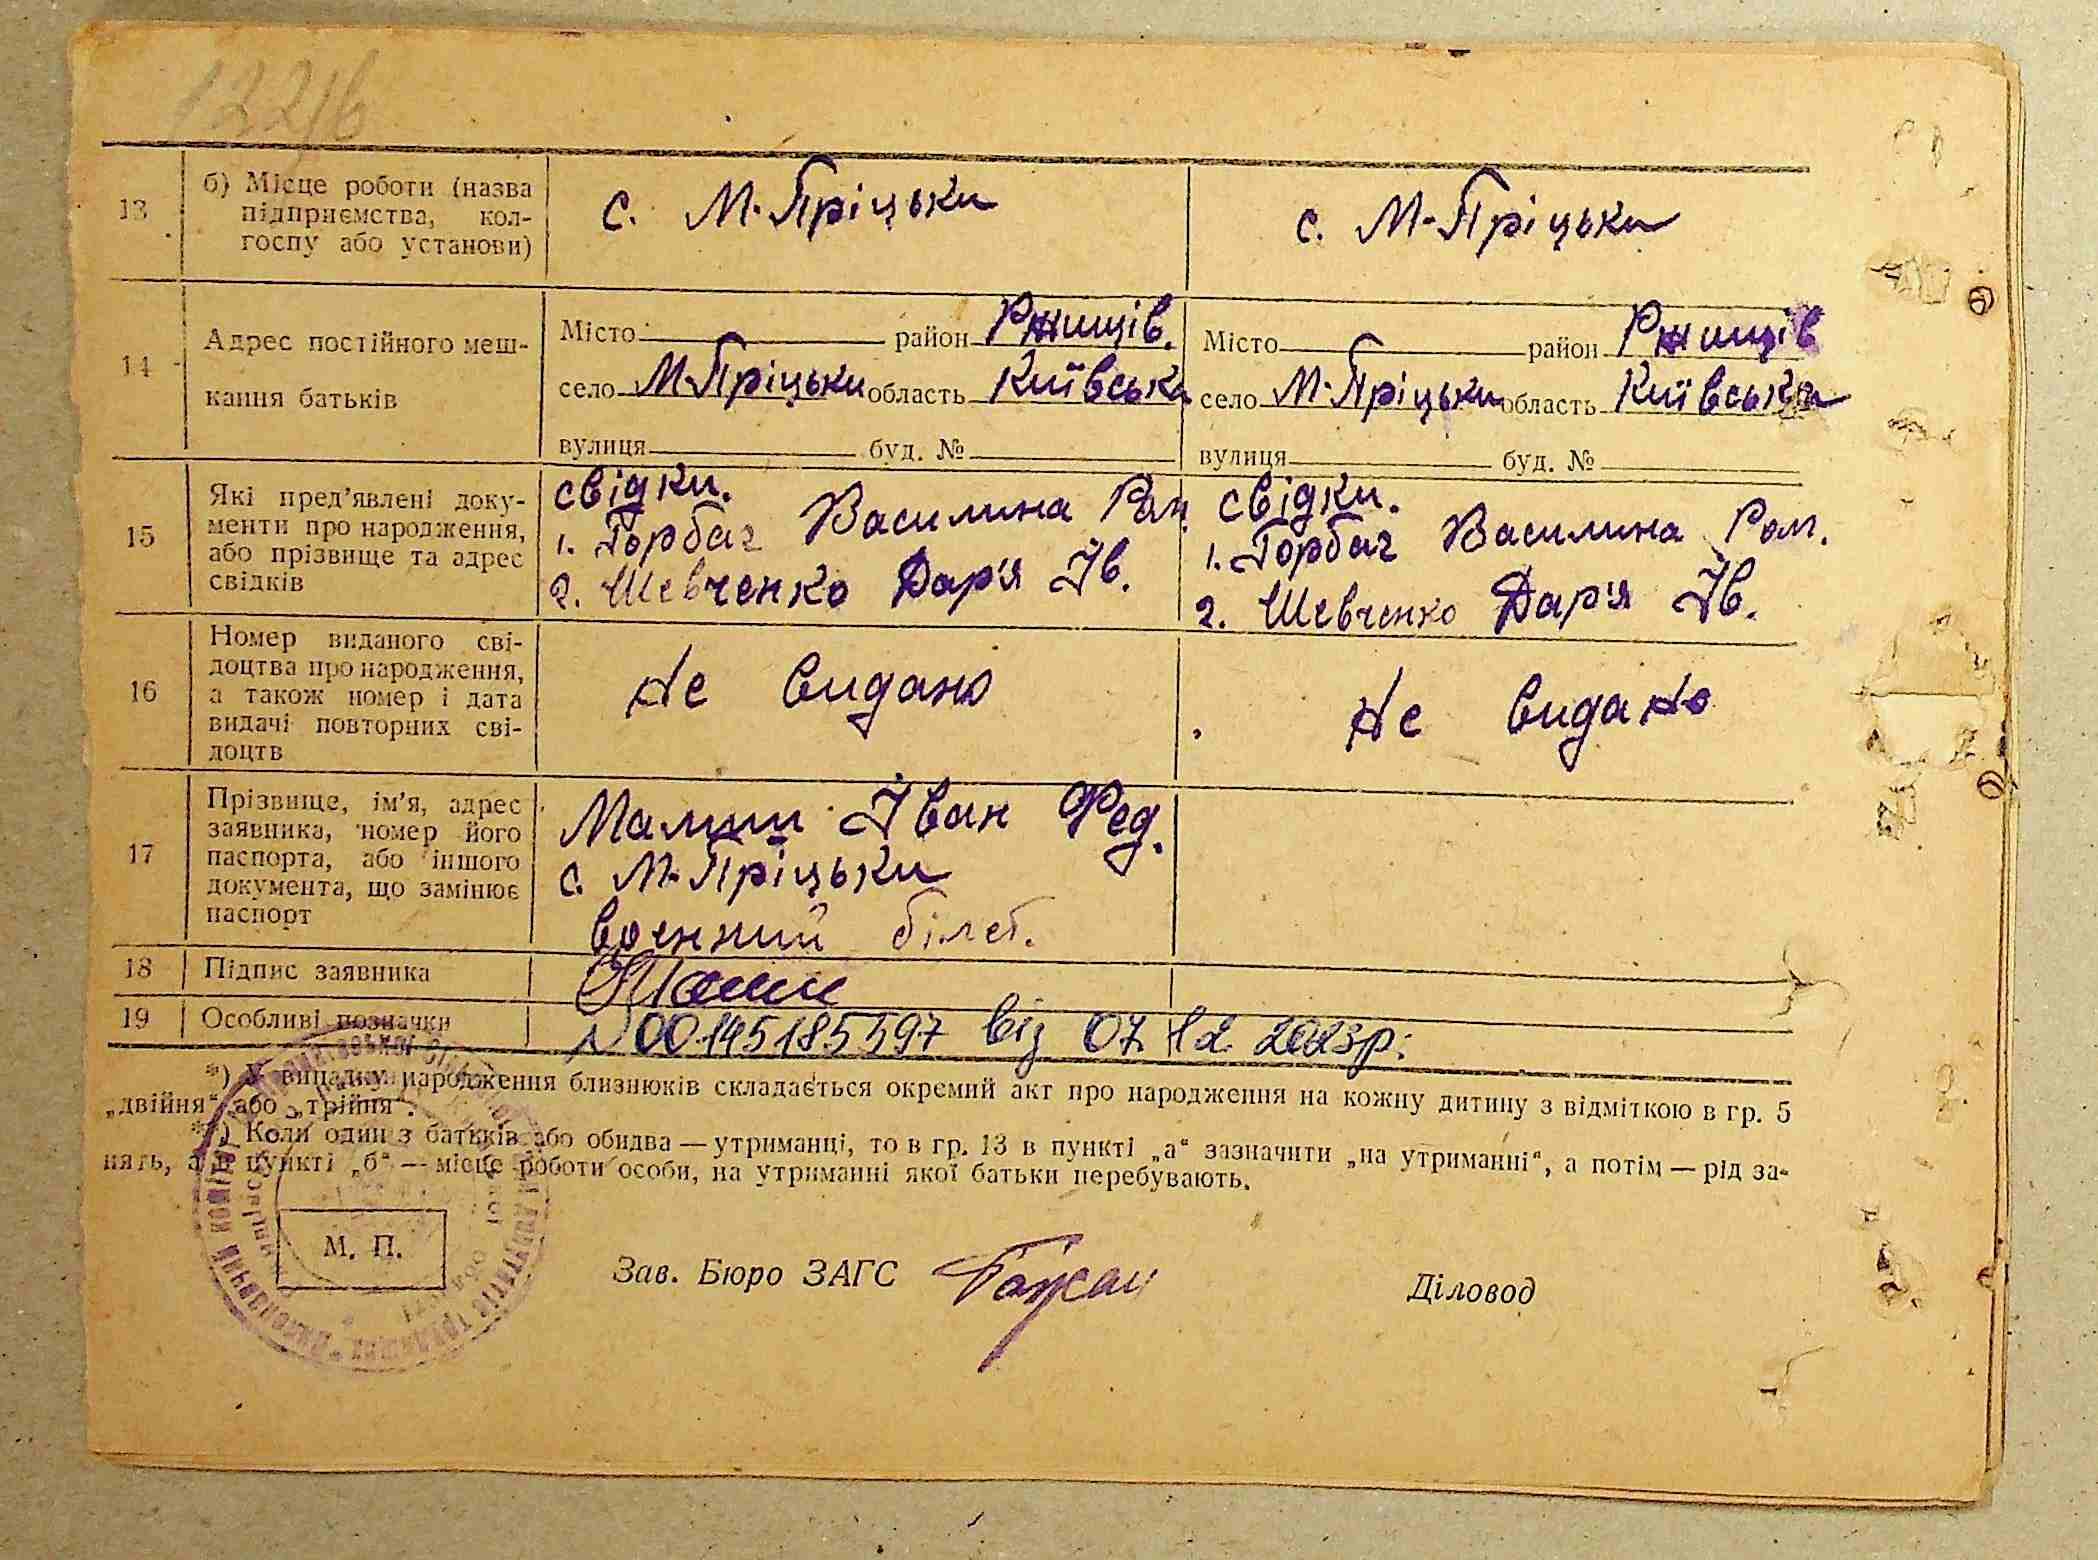 122/в
13 б) Місце роботи (назва
підприємства, кол-
госпу або установи)
с. М-Пріцьки
с. М-Пріцьки
14 Адрес постійного меш-
кання батьків
Місто район Ржищів.
село М-Пріцьки область Київська
вулиця буд. №
Місто район Ржищів
село М-Пріцьки область Київська
вулиця буд. №
15 Які пред'явлені доку-
менти про народження,
або прізвище та адрес
свідків
свідки.
1. Горбач Василина Ром.
2. Шевченко Дар'я Ів.
свідки.
1. Горбач Василина Ром.
2. Шевченко Дар'я Ів.
16 Номер виданого сві-
доцтва про народження,
а також номер і дата
видачі повторних сві-
доцтв
Не видано
Не видано
17 Прізвище, ім'я, адрес
заявника, номер його
паспорта, або іншого
документа, що замінює
паспорт
Малиш Іван Фед.
с. М-Пріцьки
военний білет.
18 Підпис заявника
19 Особливі позначки
№00145185597 від 07.12.2023р.
*) У випадку народження близнюків складається окремий акт про народження на кожну дитину з відміткою в гр. 5
„двійня“ або „трійня“.
**) Коли один з батьків або обидва — утриманці, то в гр. 13 в пункті „а“ зазначити „на утриманні“, а потім — рід за-
нять, а в пункті „б“ — місце роботи особи, на утриманні якої батьки перебувають.
М. П.
Зав. Бюро ЗАГС
Діловод